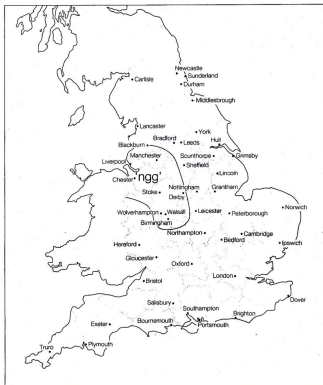 Newcastle
Sunderland
Durham
Carlisle
Middlesbrough
Lancaster
York
Bradford
Leeds
Hull
Blackburn
Manchester
Scunthorpe
Grimsby
Liverpool
Sheffield
Chester
'ngg'
Lincoln
Stoke
Nottingham
Grantham
Derby
Norwich
Wolverhampton
Walsall
Leicester
Peterborough
Birmingham
Northampton
Cambridge
Hereford
Bedford
Ipswich
Gloucester
Oxford
London
Bristol
Salisbury
Southampton
Dover
Brighton
Exeter
Bournemouth
Portsmouth
Truro
Plymouth